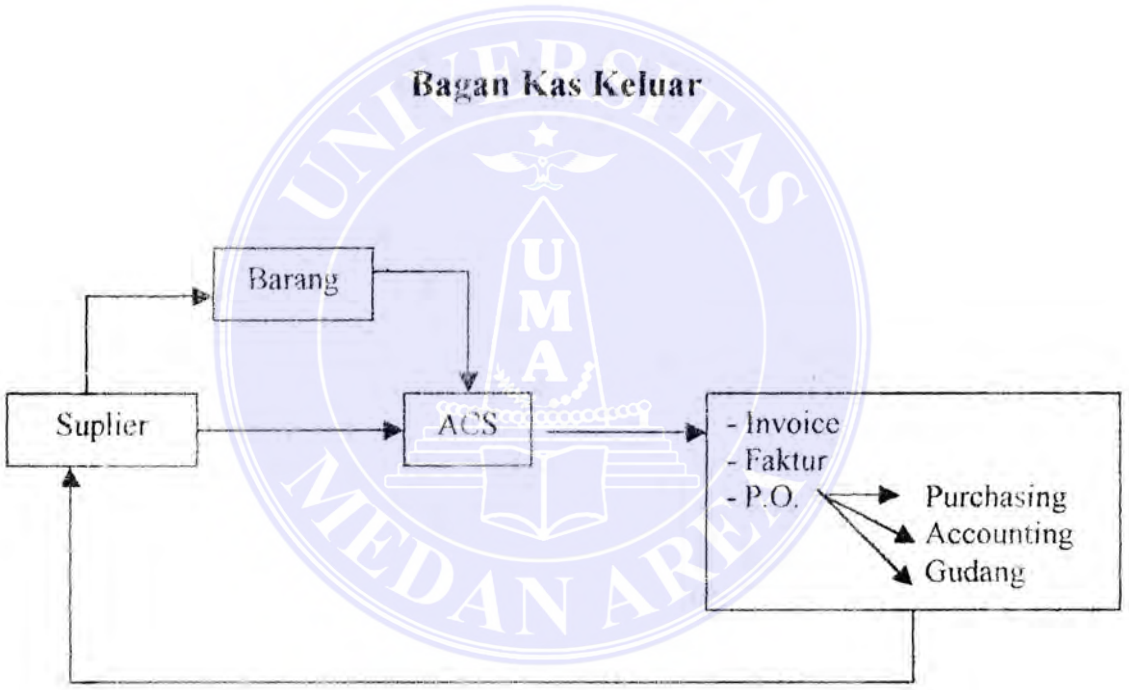 Bagan Kas Keluar
UNIVERSITAS
MEDAN AREA
UMA
Barang
Suplier
ACS
- Invoice
- Faktur
- P.O.
Purchasing
Accounting
Gudang